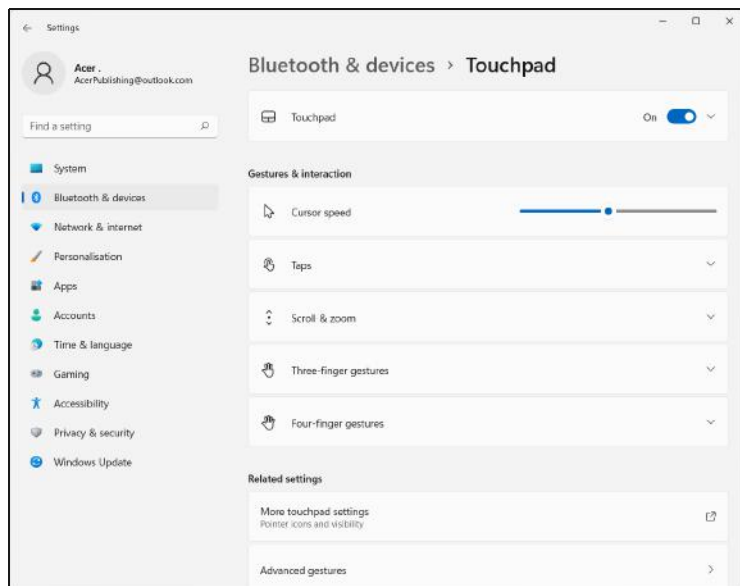 Settings
Acer .
AcerPublishing@outlook.com
Find a setting
System
Bluetooth & devices
Network & internet
Personalisation
Apps
Accounts
Time & language
Gaming
Accessibility
Privacy & security
Windows Update
Bluetooth & devices › Touchpad
Touchpad
On
Gestures & interaction
Cursor speed
Taps
Scroll & zoom
Three-finger gestures
Four-finger gestures
Related settings
More touchpad settings
Pointer icons and visibility
Advanced gestures